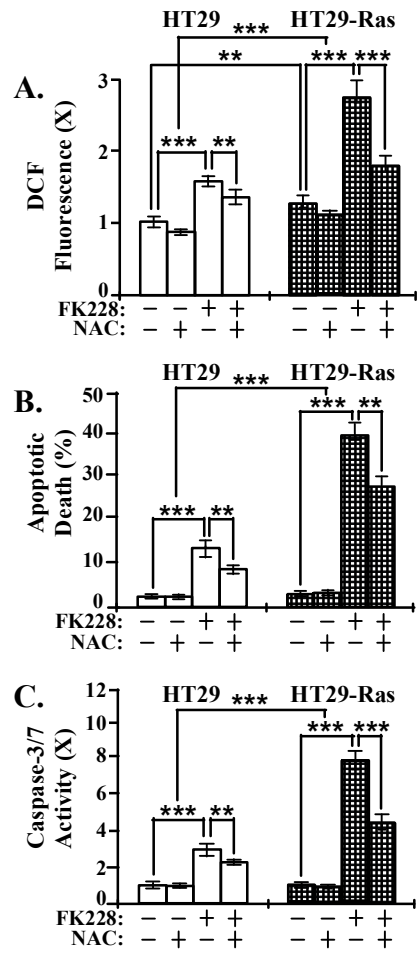 HT29 HT29-Ras
***
** *** ***
A.
*** **
DCF
Fluorescence (X)
3
2
1
0
FK228: − − + + − − + +
NAC: − + − + − + − +
HT29 HT29-Ras
***
B.
*** **
*** **
Apoptotic
Death (%)
50
40
30
20
10
0
FK228: − − + + − − + +
NAC: − + − + − + − +
C.
HT29 HT29-Ras
***
*** ***
*** **
Caspase-3/7
Activity (X)
12
10
8
6
4
2
0
FK228: − − + + − − + +
NAC: − + − + − + − +